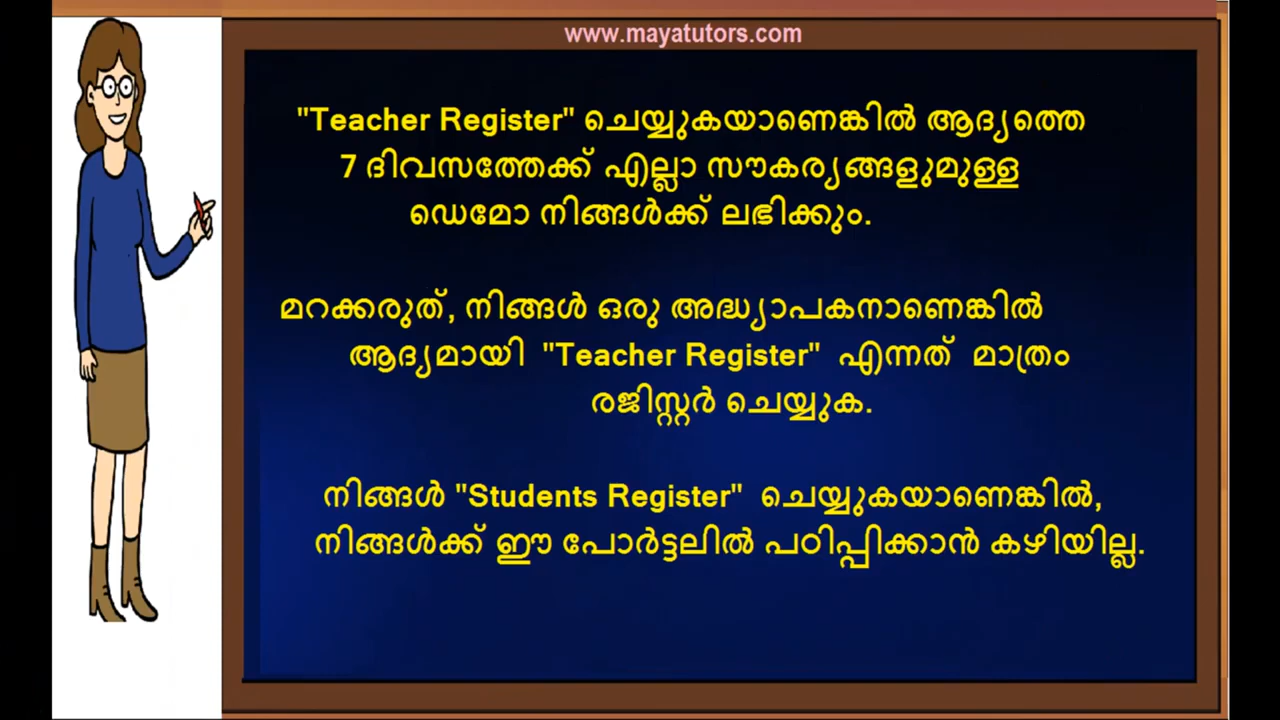 www.mayatutors.com
"Teacher Register" ചെയ്യുകയാണെങ്കിൽ ആദ്യത്തെ
7 ദിവസത്തേക്ക് എല്ലാ സൗകര്യങ്ങളുമുള്ള
ഡെമോ നിങ്ങൾക്ക് ലഭിക്കും.
മറക്കരുത്, നിങ്ങൾ ഒരു അദ്ധ്യാപകനാണെങ്കിൽ
ആദ്യമായി "Teacher Register" എന്നത് മാത്രം
രജിസ്റ്റർ ചെയ്യുക.
നിങ്ങൾ "Students Register" ചെയ്യുകയാണെങ്കിൽ,
നിങ്ങൾക്ക് ഈ പോർട്ടലിൽ പഠിപ്പിക്കാൻ കഴിയില്ല.